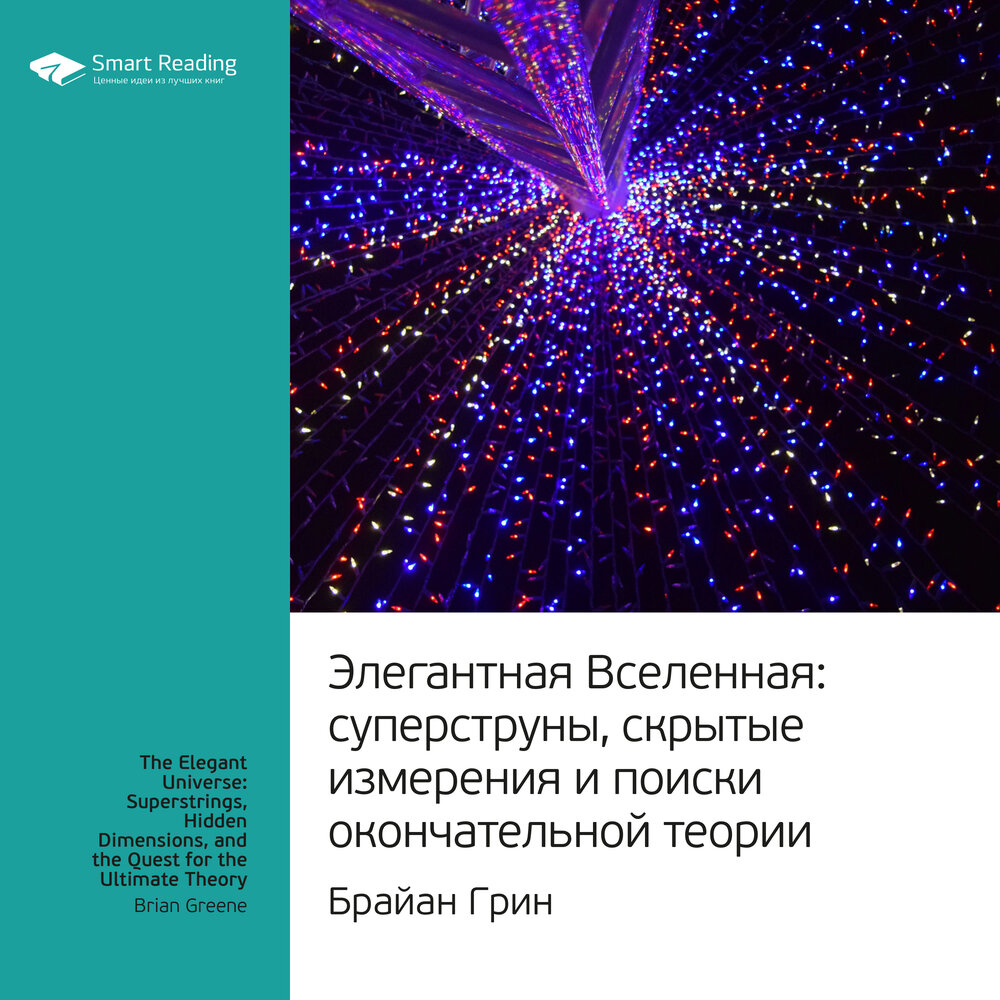 Smart Reading
Ценные идеи из лучших книг
Элегантная Вселенная:
суперструны, скрытые
измерения и поиски
окончательной теории
Брайан Грин
The Elegant
Universe:
Superstrings,
Hidden
Dimensions, and
the Quest for the
Ultimate Theory
Brian Greene